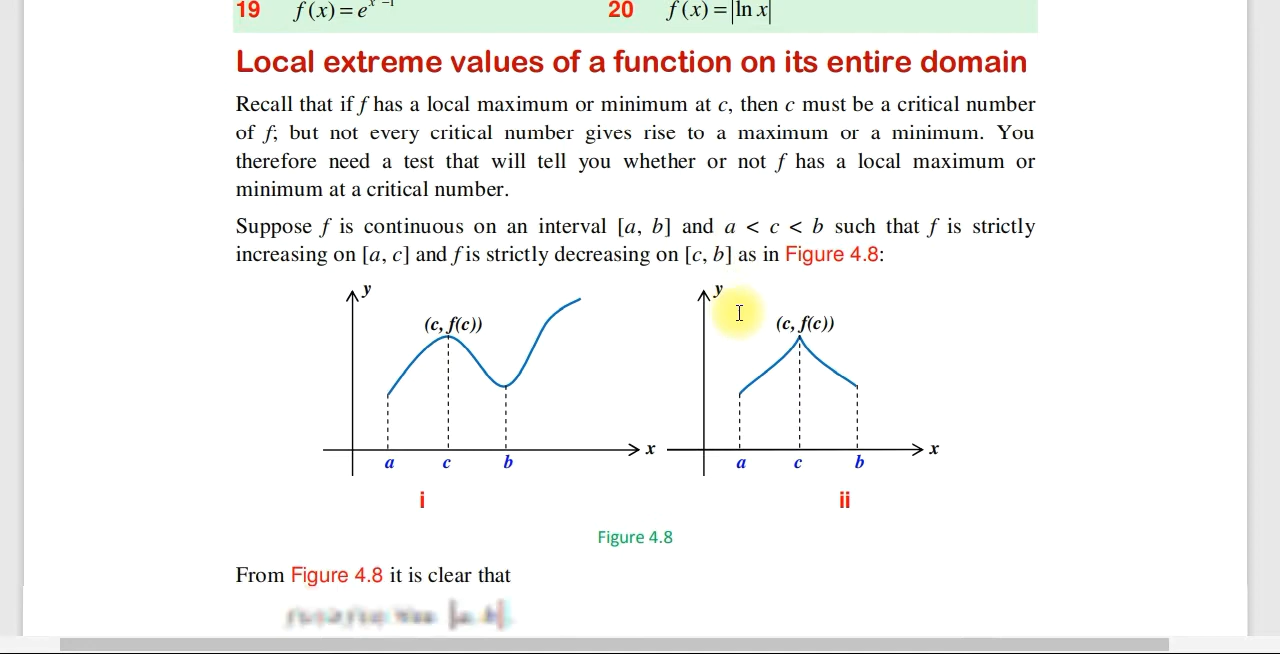 19 f(x) = e^x −1 20 f(x) = |ln x|
Local extreme values of a function on its entire domain
Recall that if f has a local maximum or minimum at c, then c must be a critical number
of f; but not every critical number gives rise to a maximum or a minimum. You
therefore need a test that will tell you whether or not f has a local maximum or
minimum at a critical number.
Suppose f is continuous on an interval [a, b] and a < c < b such that f is strictly
increasing on [a, c] and f is strictly decreasing on [c, b] as in Figure 4.8:
y y
(c, f(c)) (c, f(c))
x x
a c b a c b
i ii
Figure 4.8
From Figure 4.8 it is clear that